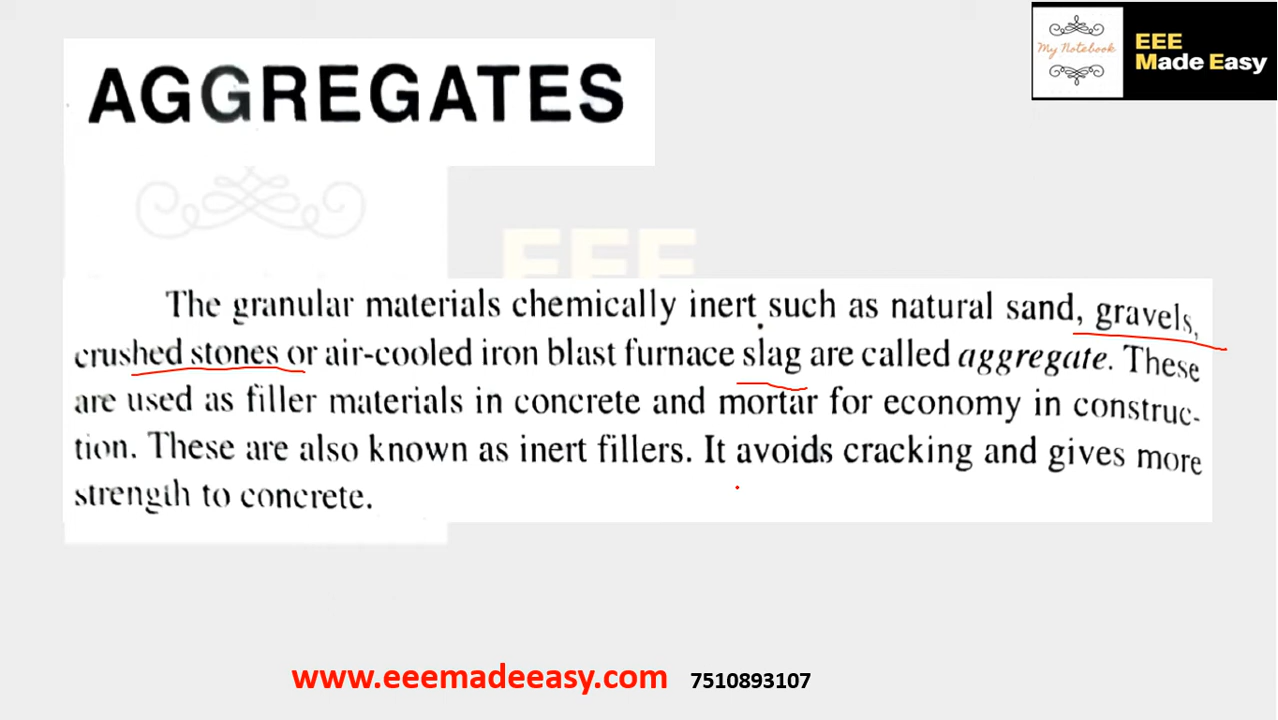 My Notebook
EEE
Made Easy
AGGREGATES
EEE
The granular materials chemically inert such as natural sand, gravels,
crushed stones or air-cooled iron blast furnace slag are called aggregate. These
are used as filler materials in concrete and mortar for economy in construc-
tion. These are also known as inert fillers. It avoids cracking and gives more
strength to concrete.
www.eeemadeeasy.com 7510893107